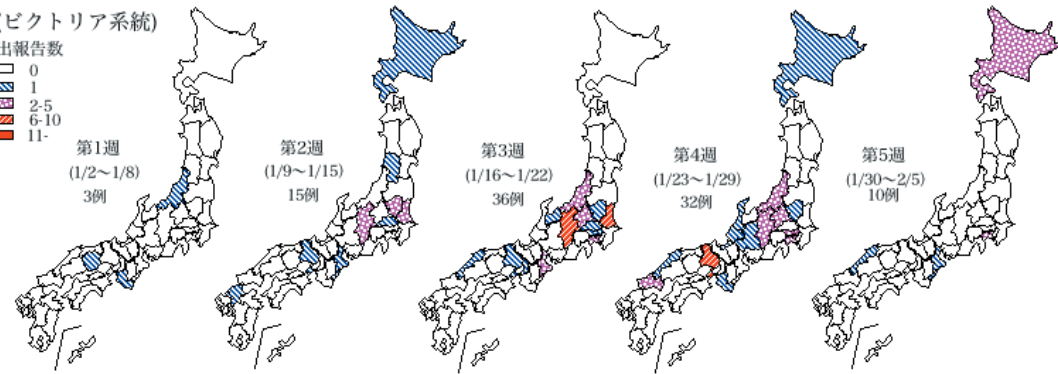 (ビクトリア系統)
出報告数
0
1
2-5
6-10
11-
第1週
(1/2〜1/8)
3例
第2週
(1/9〜1/15)
15例
第3週
(1/16〜1/22)
36例
第4週
(1/23〜1/29)
32例
第5週
(1/30〜2/5)
10例